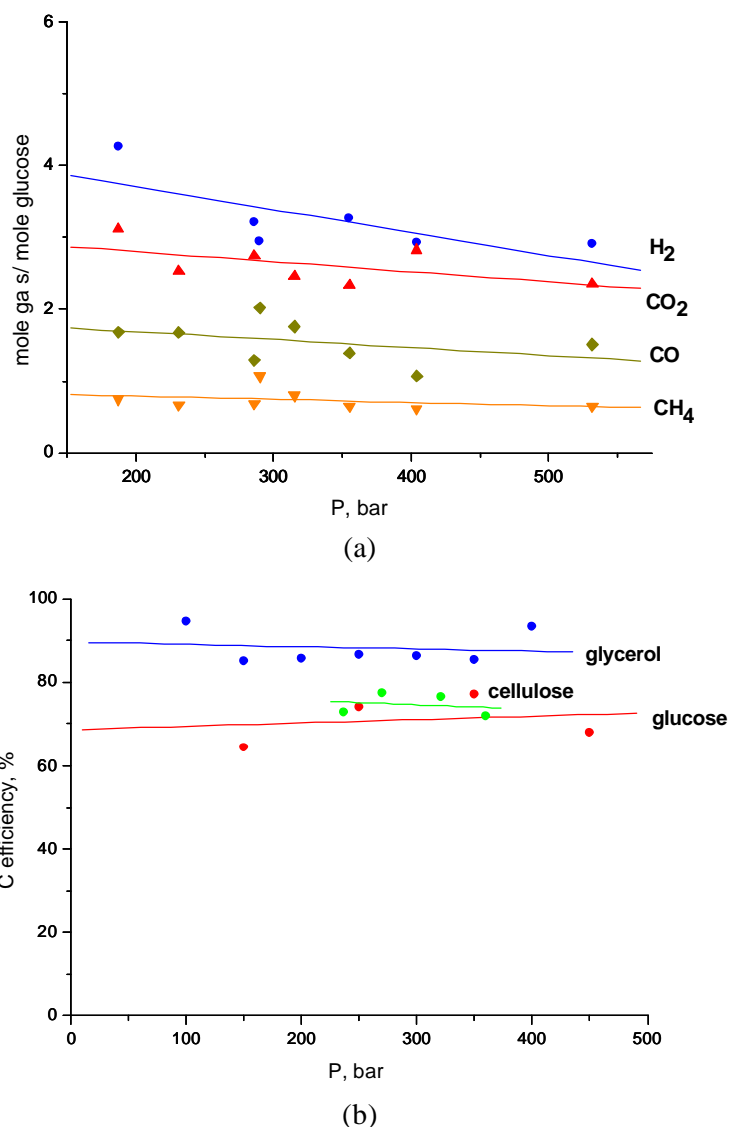 6
4
2
0
mole ga s/ mole glucose
H2
CO2
CO
CH4
200 300 400 500
P, bar
(a)
100
80
60
40
20
0
C efficiency, %
glycerol
cellulose
glucose
0 100 200 300 400 500
P, bar
(b)